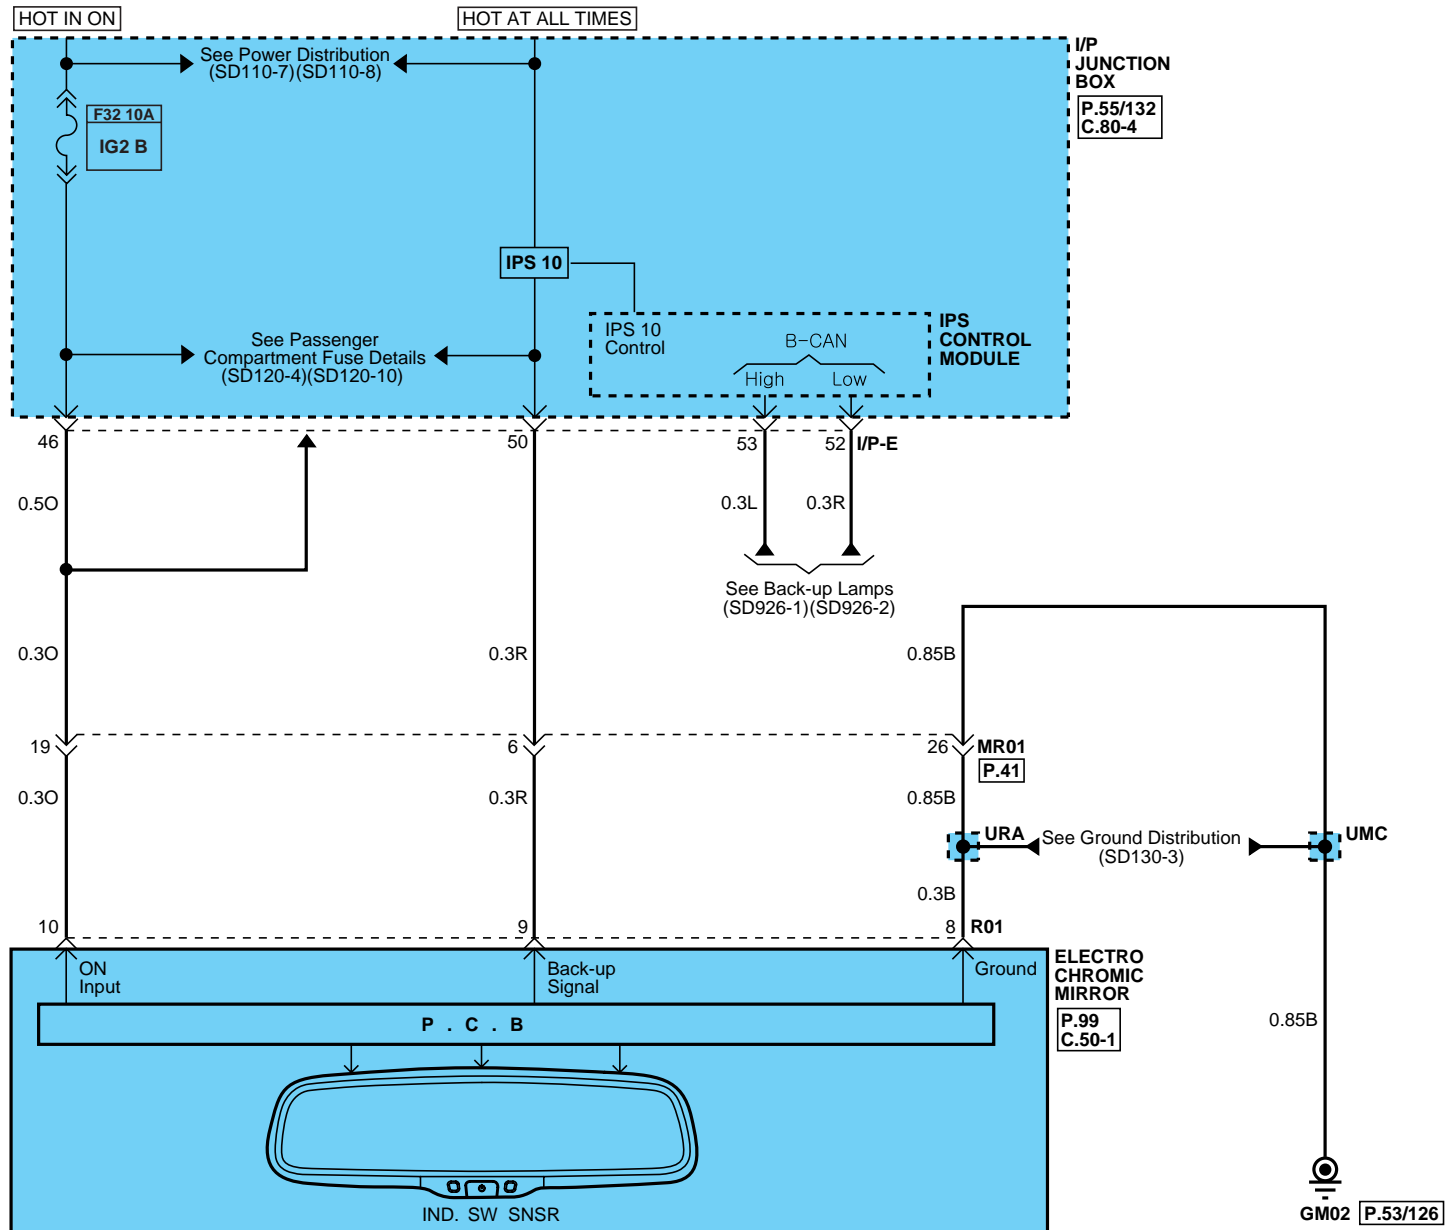 HOT IN ON
HOT AT ALL TIMES
See Power Distribution
(SD110-7)(SD110-8)
I/P
JUNCTION
BOX
P.55/132
C.80-4
F32 10A
IG2 B
IPS 10
IPS 10
Control
B-CAN
High
Low
IPS
CONTROL
MODULE
See Passenger
Compartment Fuse Details
(SD120-4)(SD120-10)
46
50
53
52
I/P-E
0.5O
0.3L
0.3R
See Back-up Lamps
(SD926-1)(SD926-2)
0.3O
0.3R
0.85B
19
6
26
MR01
P.41
0.3O
0.3R
0.85B
URA
See Ground Distribution
(SD130-3)
UMC
0.3B
10
9
8
R01
ON
Input
Back-up
Signal
Ground
ELECTRO
CHROMIC
MIRROR
P.99
C.50-1
P . C . B
0.85B
IND. SW SNSR
GM02
P.53/126